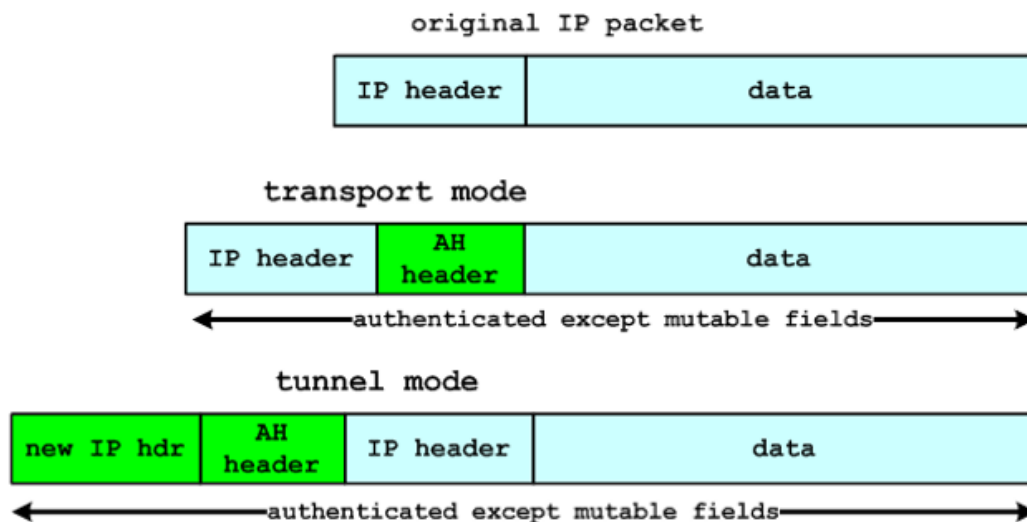 original IP packet
IP header data
transport mode
IP header AH header data
authenticated except mutable fields
tunnel mode
new IP hdr AH header IP header data
authenticated except mutable fields